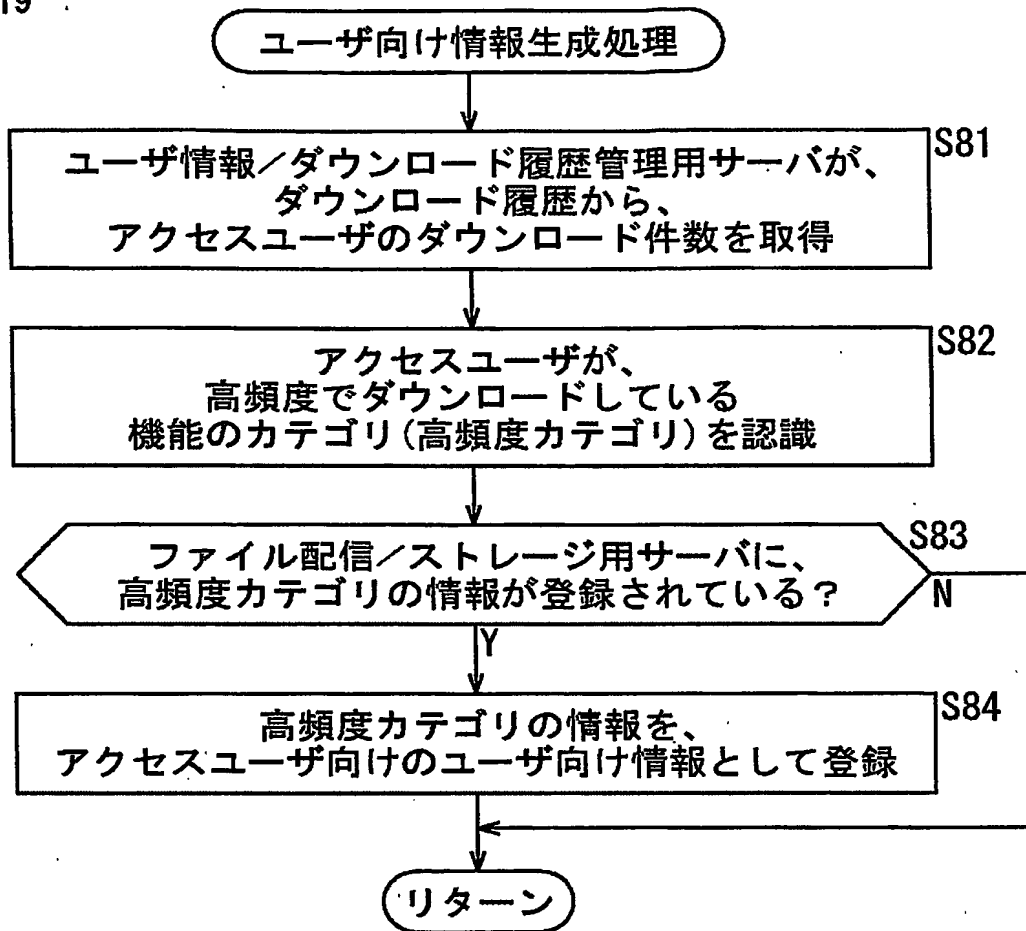 19
ユーザ向け情報生成処理
S81
ユーザ情報/ダウンロード履歴管理用サーバが、
ダウンロード履歴から、
アクセスユーザのダウンロード件数を取得
S82
アクセスユーザが、
高頻度でダウンロードしている
機能のカテゴリ(高頻度カテゴリ)を認識
S83
ファイル配信/ストレージ用サーバに、
高頻度カテゴリの情報が登録されている?
N
Y
S84
高頻度カテゴリの情報を、
アクセスユーザ向けのユーザ向け情報として登録
リターン